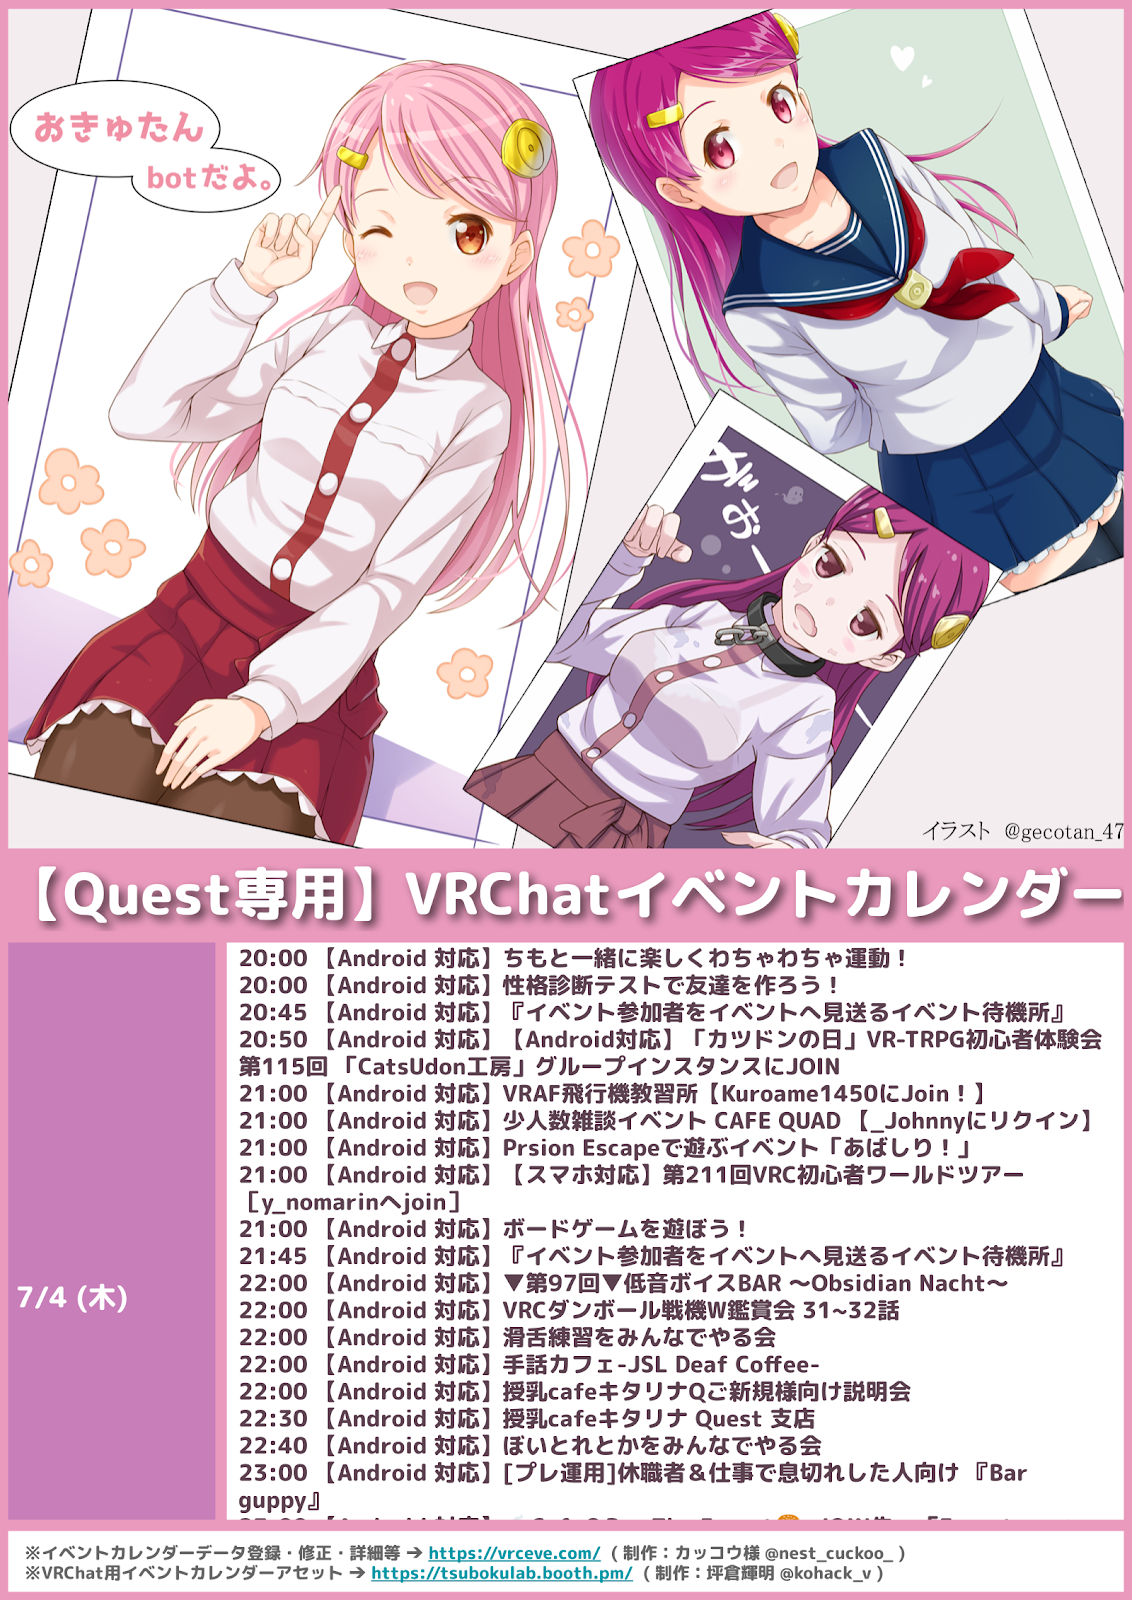 おきゅたん
botだよ。
がおー
イラスト @gecotan_47
【Quest専用】VRChatイベントカレンダー
7/4 (木)
20:00 【Android 対応】ちもと一緒に楽しくわちゃわちゃ運動！
20:00 【Android 対応】性格診断テストで友達を作ろう！
20:45 【Android 対応】『イベント参加者をイベントへ見送るイベント待機所』
20:50 【Android 対応】【Android対応】「カツドンの日」VR-TRPG初心者体験会
第115回 「CatsUdon工房」グループインスタンスにJOIN
21:00 【Android 対応】VRAF飛行機教習所【Kuroame1450にJoin！】
21:00 【Android 対応】少人数雑談イベント CAFE QUAD 【_Johnnyにリクイン】
21:00 【Android 対応】Prsion Escapeで遊ぶイベント「あばしり！」
21:00 【Android 対応】【スマホ対応】第211回VRC初心者ワールドツアー
［y_nomarinへjoin］
21:00 【Android 対応】ボードゲームを遊ぼう！
21:45 【Android 対応】『イベント参加者をイベントへ見送るイベント待機所』
22:00 【Android 対応】▼第97回▼低音ボイスBAR 〜Obsidian Nacht〜
22:00 【Android 対応】VRCダンボール戦機W鑑賞会 31~32話
22:00 【Android 対応】滑舌練習をみんなでやる会
22:00 【Android 対応】手話カフェ-JSL Deaf Coffee-
22:00 【Android 対応】授乳cafeキタリナQご新規様向け説明会
22:30 【Android 対応】授乳cafeキタリナ Quest 支店
22:40 【Android 対応】ぼいとれとかをみんなでやる会
23:00 【Android 対応】[プレ運用]休職者＆仕事で息切れした人向け 『Bar
guppy』
※イベントカレンダーデータ登録・修正・詳細等 ➔ https://vrceve.com/ ( 制作：カッコウ様 @nest_cuckoo_ )
※VRChat用イベントカレンダーアセット ➔ https://tsubokulab.booth.pm/ ( 制作：坪倉輝明 @kohack_v )